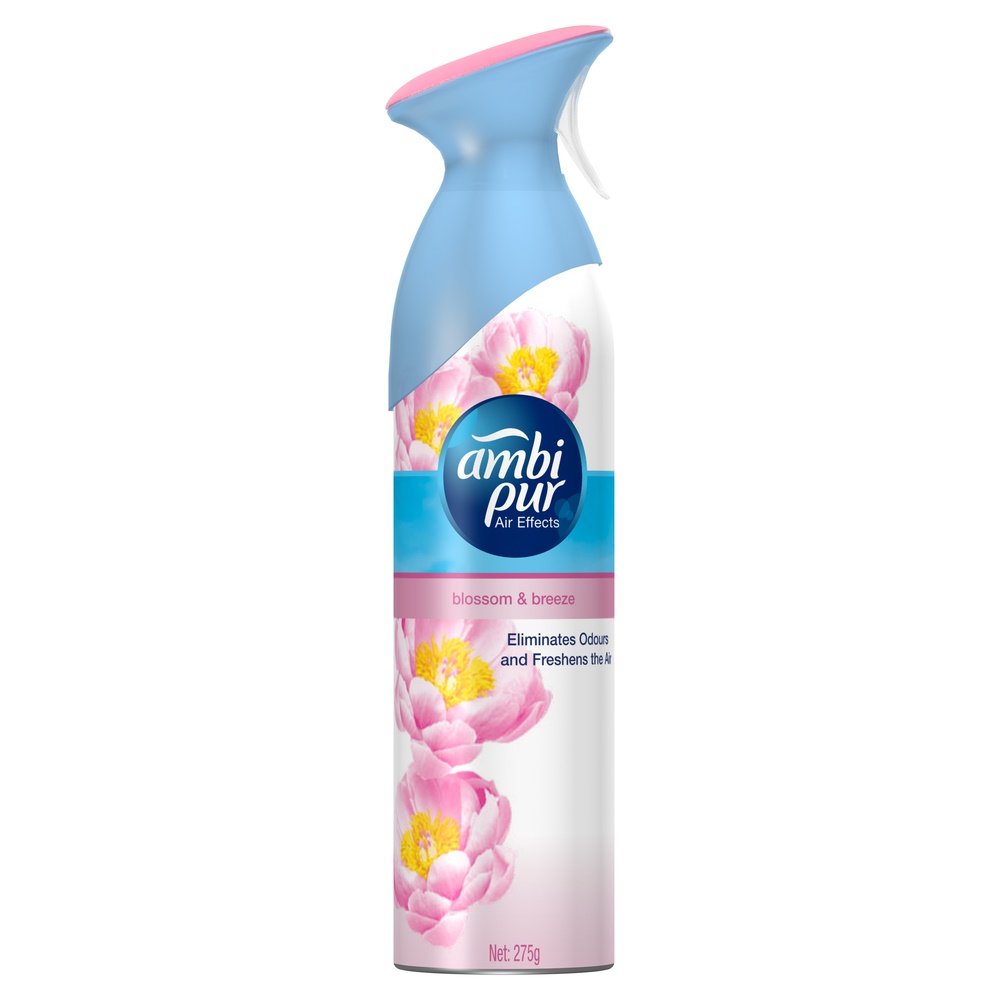 ambi
pur
Air Effects
blossom & breeze
Eliminates Odours
and Freshens the Air
Net: 275g